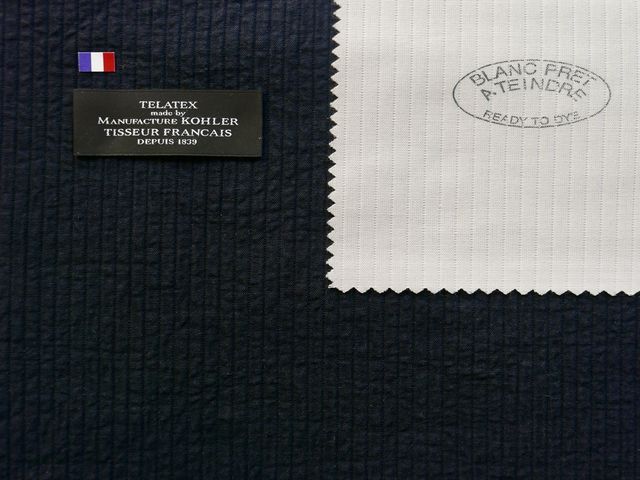 TELATEX
made by
MANUFACTURE KOHLER
TISSEUR FRANCAIS
DEPUIS 1839
BLANC PRET
A TEINDRE
READY TO DYE